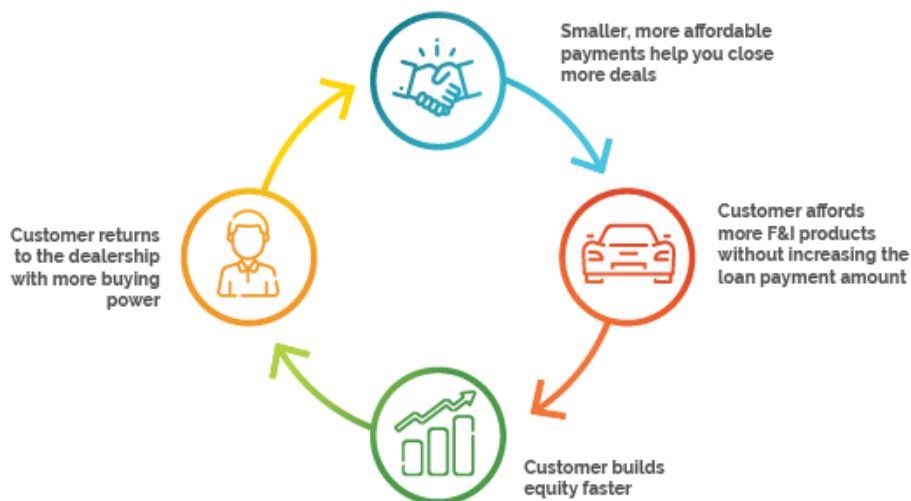 Smaller, more affordable
payments help you close
more deals
Customer affords
more F&I products
without increasing the
loan payment amount
Customer builds
equity faster
Customer returns
to the dealership
with more buying
power